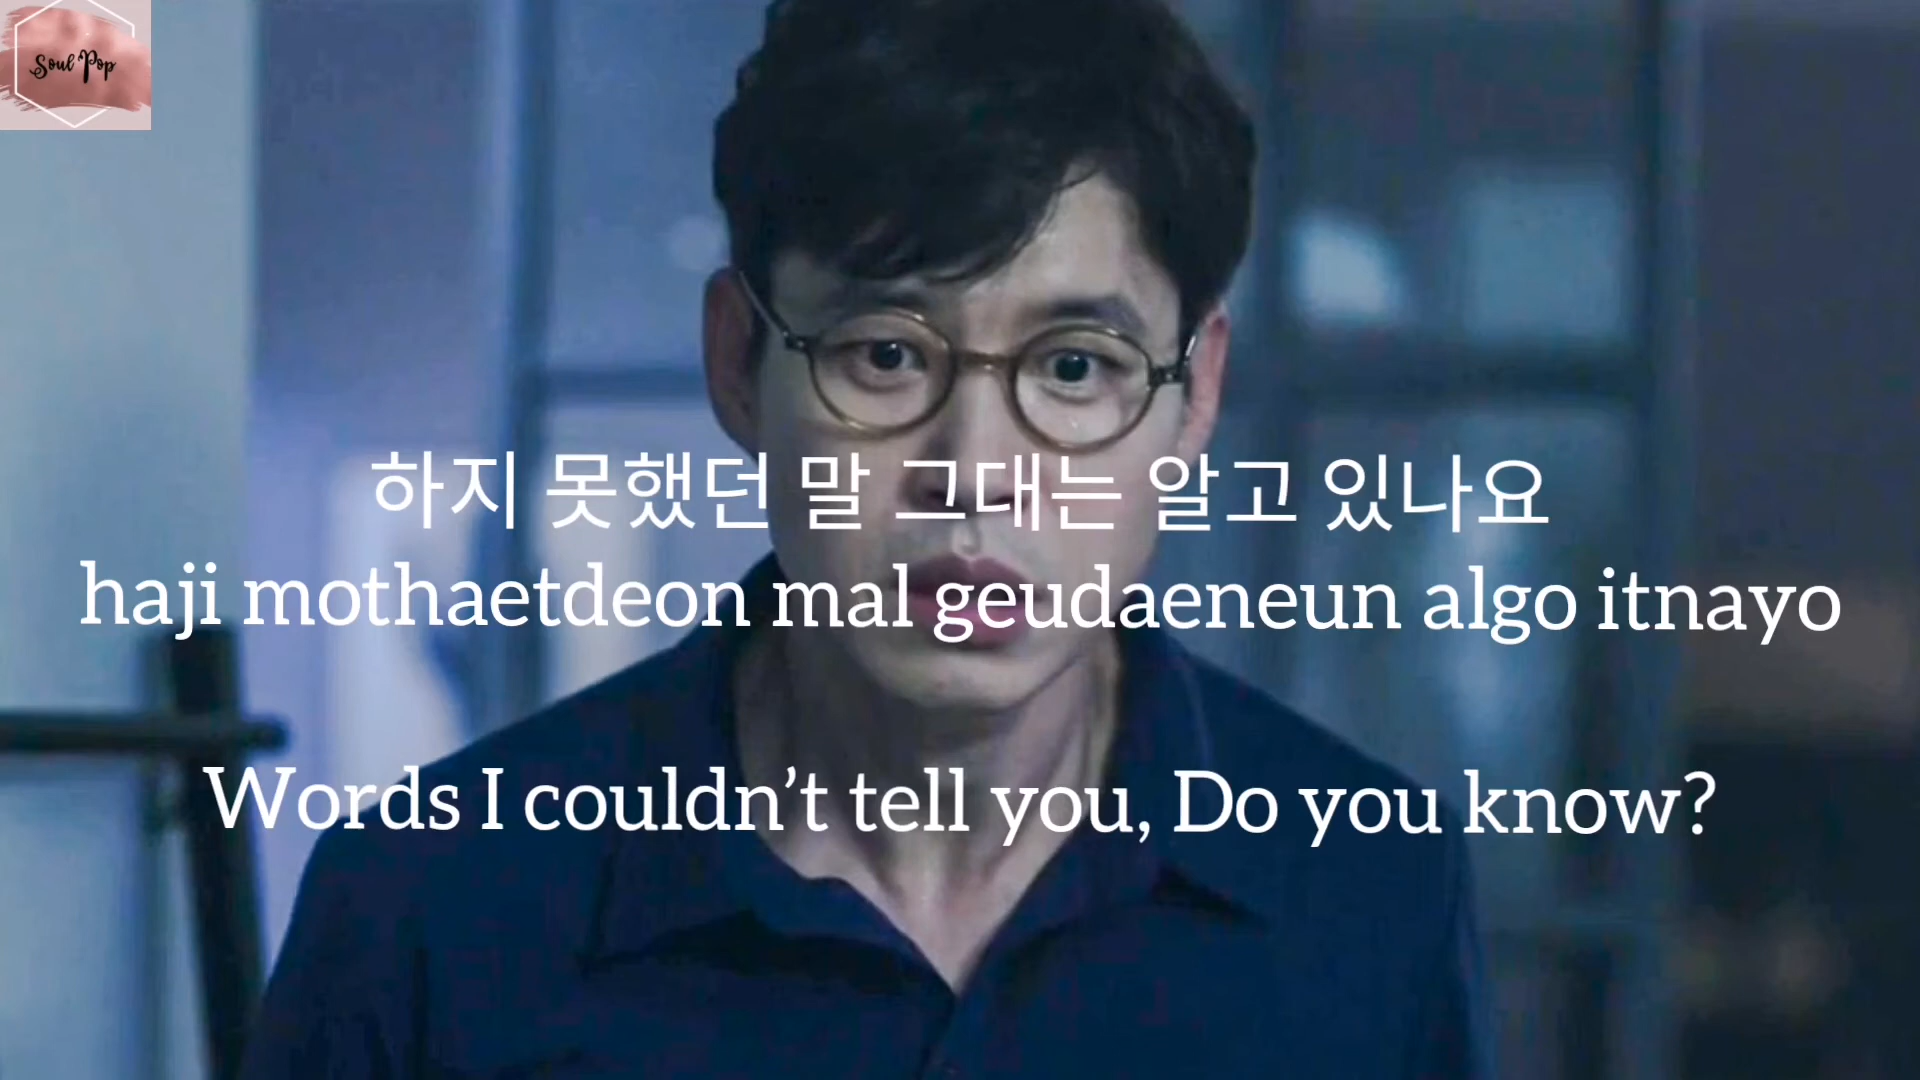 Soul Pop
하지 못했던 말 그대는 알고 있나요
haji mothaetdeon mal geudaeneun algo itnayo
Words I couldn’t tell you, Do you know?